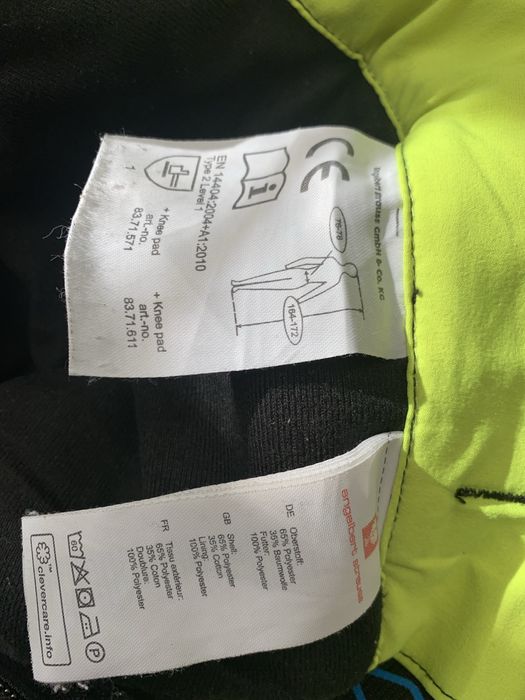 GmbH & Co. KG
76-78
164-172
EN 14404:2004+A1:2010
Type 2 Level 1
1
+ Knee pad
art.-no.
83.71.571
+ Knee pad
art.-no.
83.71.611
engelbert strauss
DE Oberstoff:
65% Polyester
35% Baumwolle
Futter:
100% Polyester
GB Shell:
65% Polyester
35% Cotton
Lining:
100% Polyester
FR Tissu extérieur:
65% Polyester
35% Coton
Doublure:
100% Polyester
60
P
clevercare.info